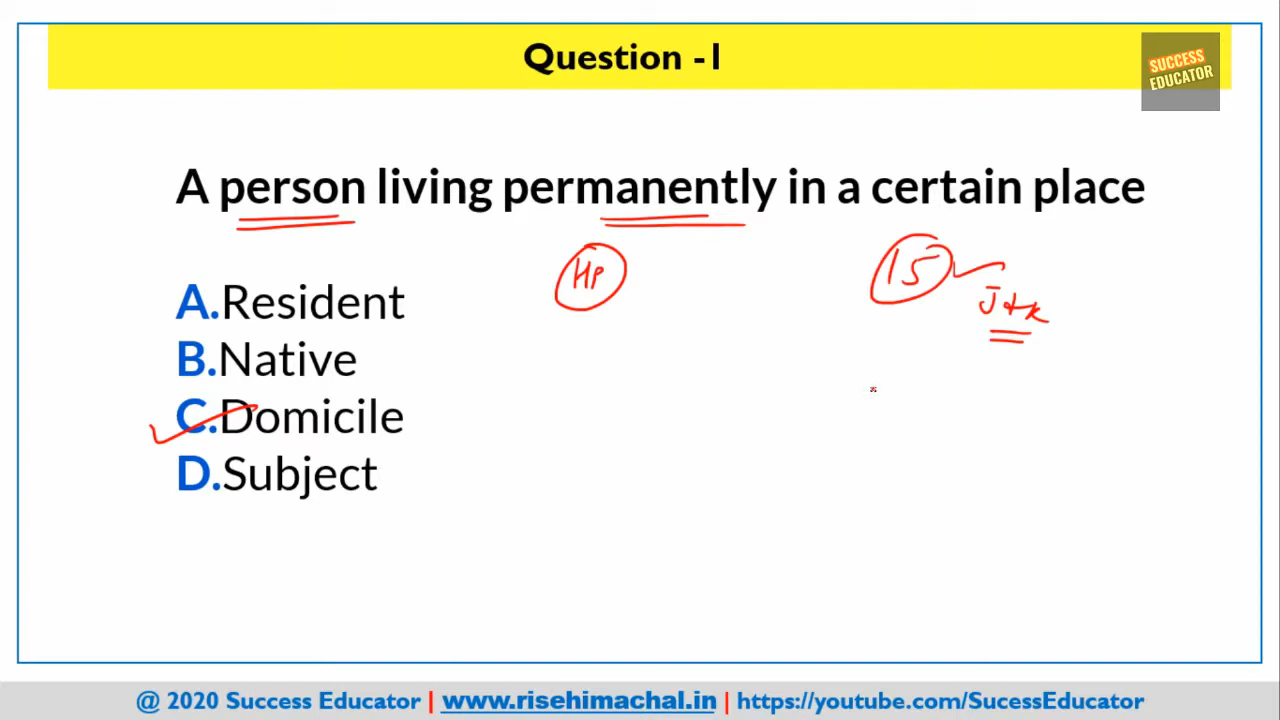 Question -1
SUCCESS
EDUCATOR
A person living permanently in a certain place
HP
15
J&K
A.Resident
B.Native
C.Domicile
D.Subject
@ 2020 Success Educator | www.risehimachal.in | https://youtube.com/SucessEducator